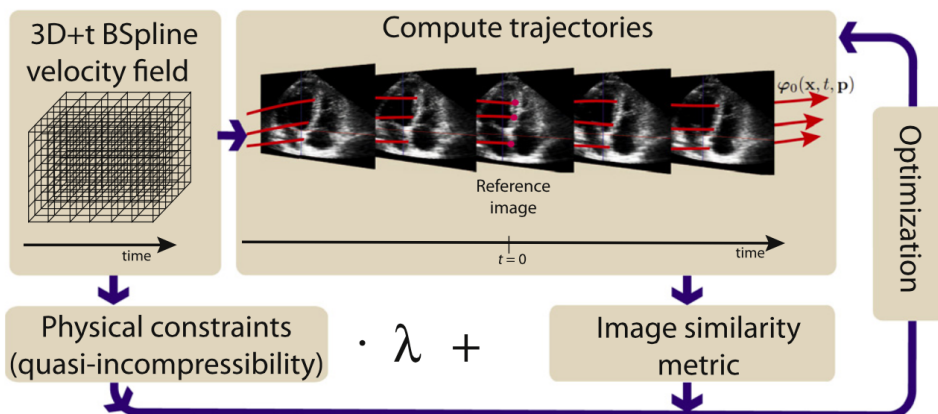 3D+t BSpline
velocity field
time
Compute trajectories
φ₀(x, t, p)
Reference
image
t = 0
time
Optimization
Physical constraints
(quasi-incompressibility)
· λ +
Image similarity
metric